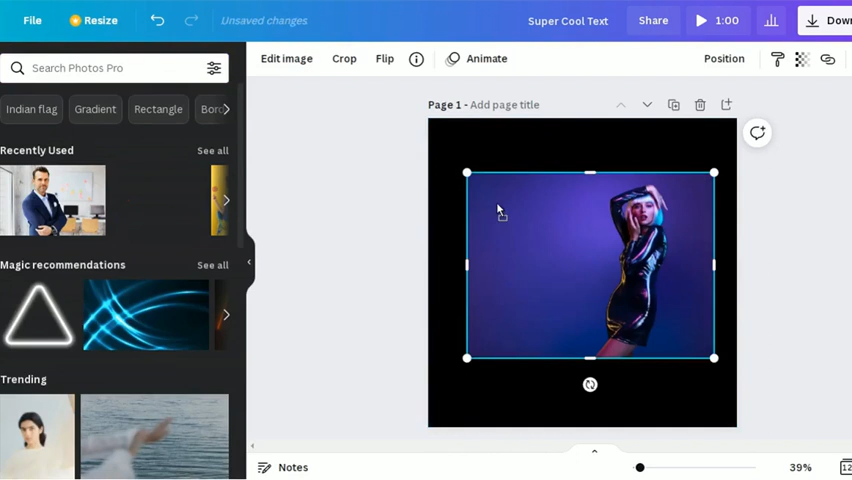 File Resize Unsaved changes Super Cool Text Share 1:00
Search Photos Pro Edit image Crop Flip Animate Position
Indian flag Gradient Rectangle
Page 1 - Add page title
Recently Used See all
Magic recommendations See all
Trending
Notes 39%